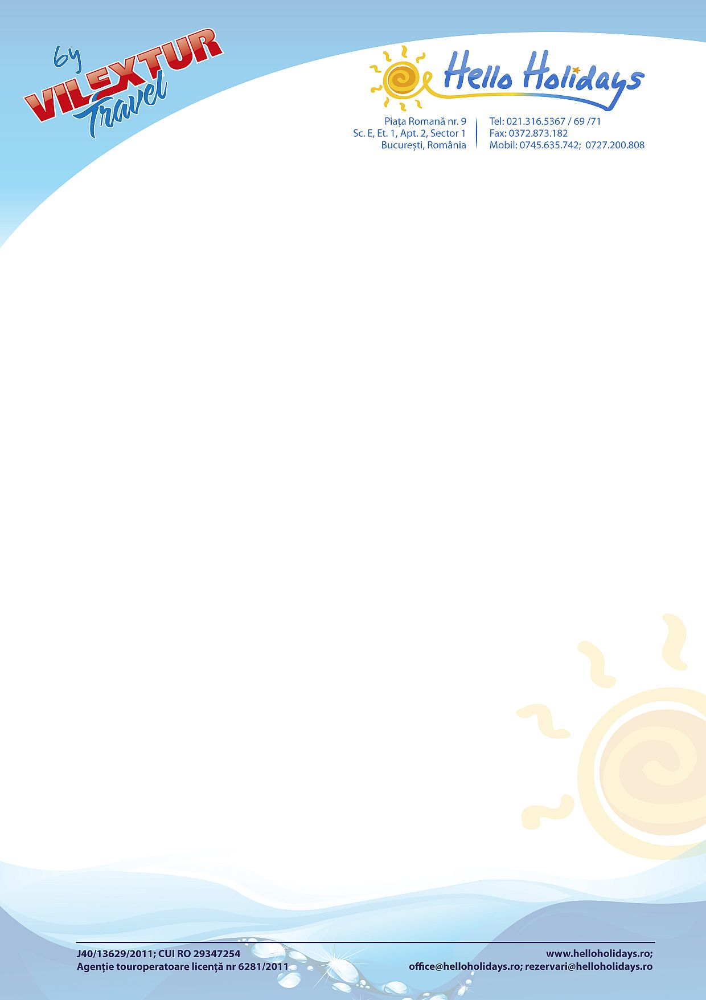 by
VILEXTUR
Travel
Hello Holidays
Piața Romană nr. 9
Sc. E, Et. 1, Apt. 2, Sector 1
București, România
Tel: 021.316.5367 / 69 /71
Fax: 0372.873.182
Mobil: 0745.635.742;  0727.200.808
J40/13629/2011; CUI RO 29347254
Agenție touroperatoare licență nr 6281/2011
www.helloholidays.ro;
office@helloholidays.ro; rezervari@helloholidays.ro